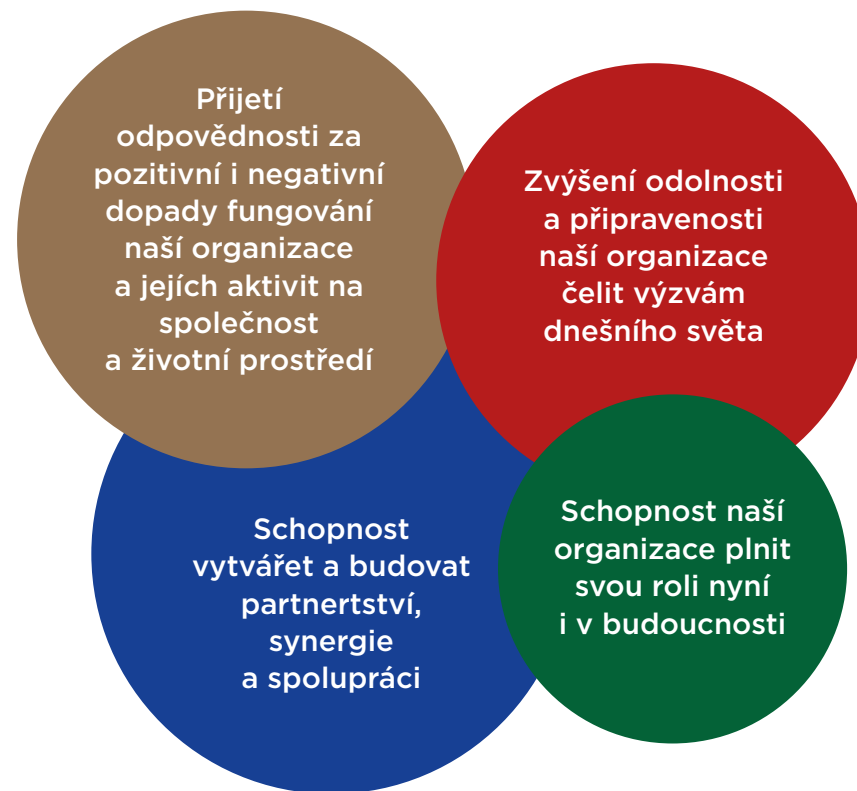 Přijetí
odpovědnosti za
pozitivní i negativní
dopady fungování
naší organizace
a jejích aktivit na
společnost
a životní prostředí
Zvýšení odolnosti
a připravenosti
naší organizace
čelit výzvám
dnešního světa
Schopnost
vytvářet a budovat
partnertství,
synergie
a spolupráci
Schopnost naší
organizace plnit
svou roli nyní
i v budoucnosti